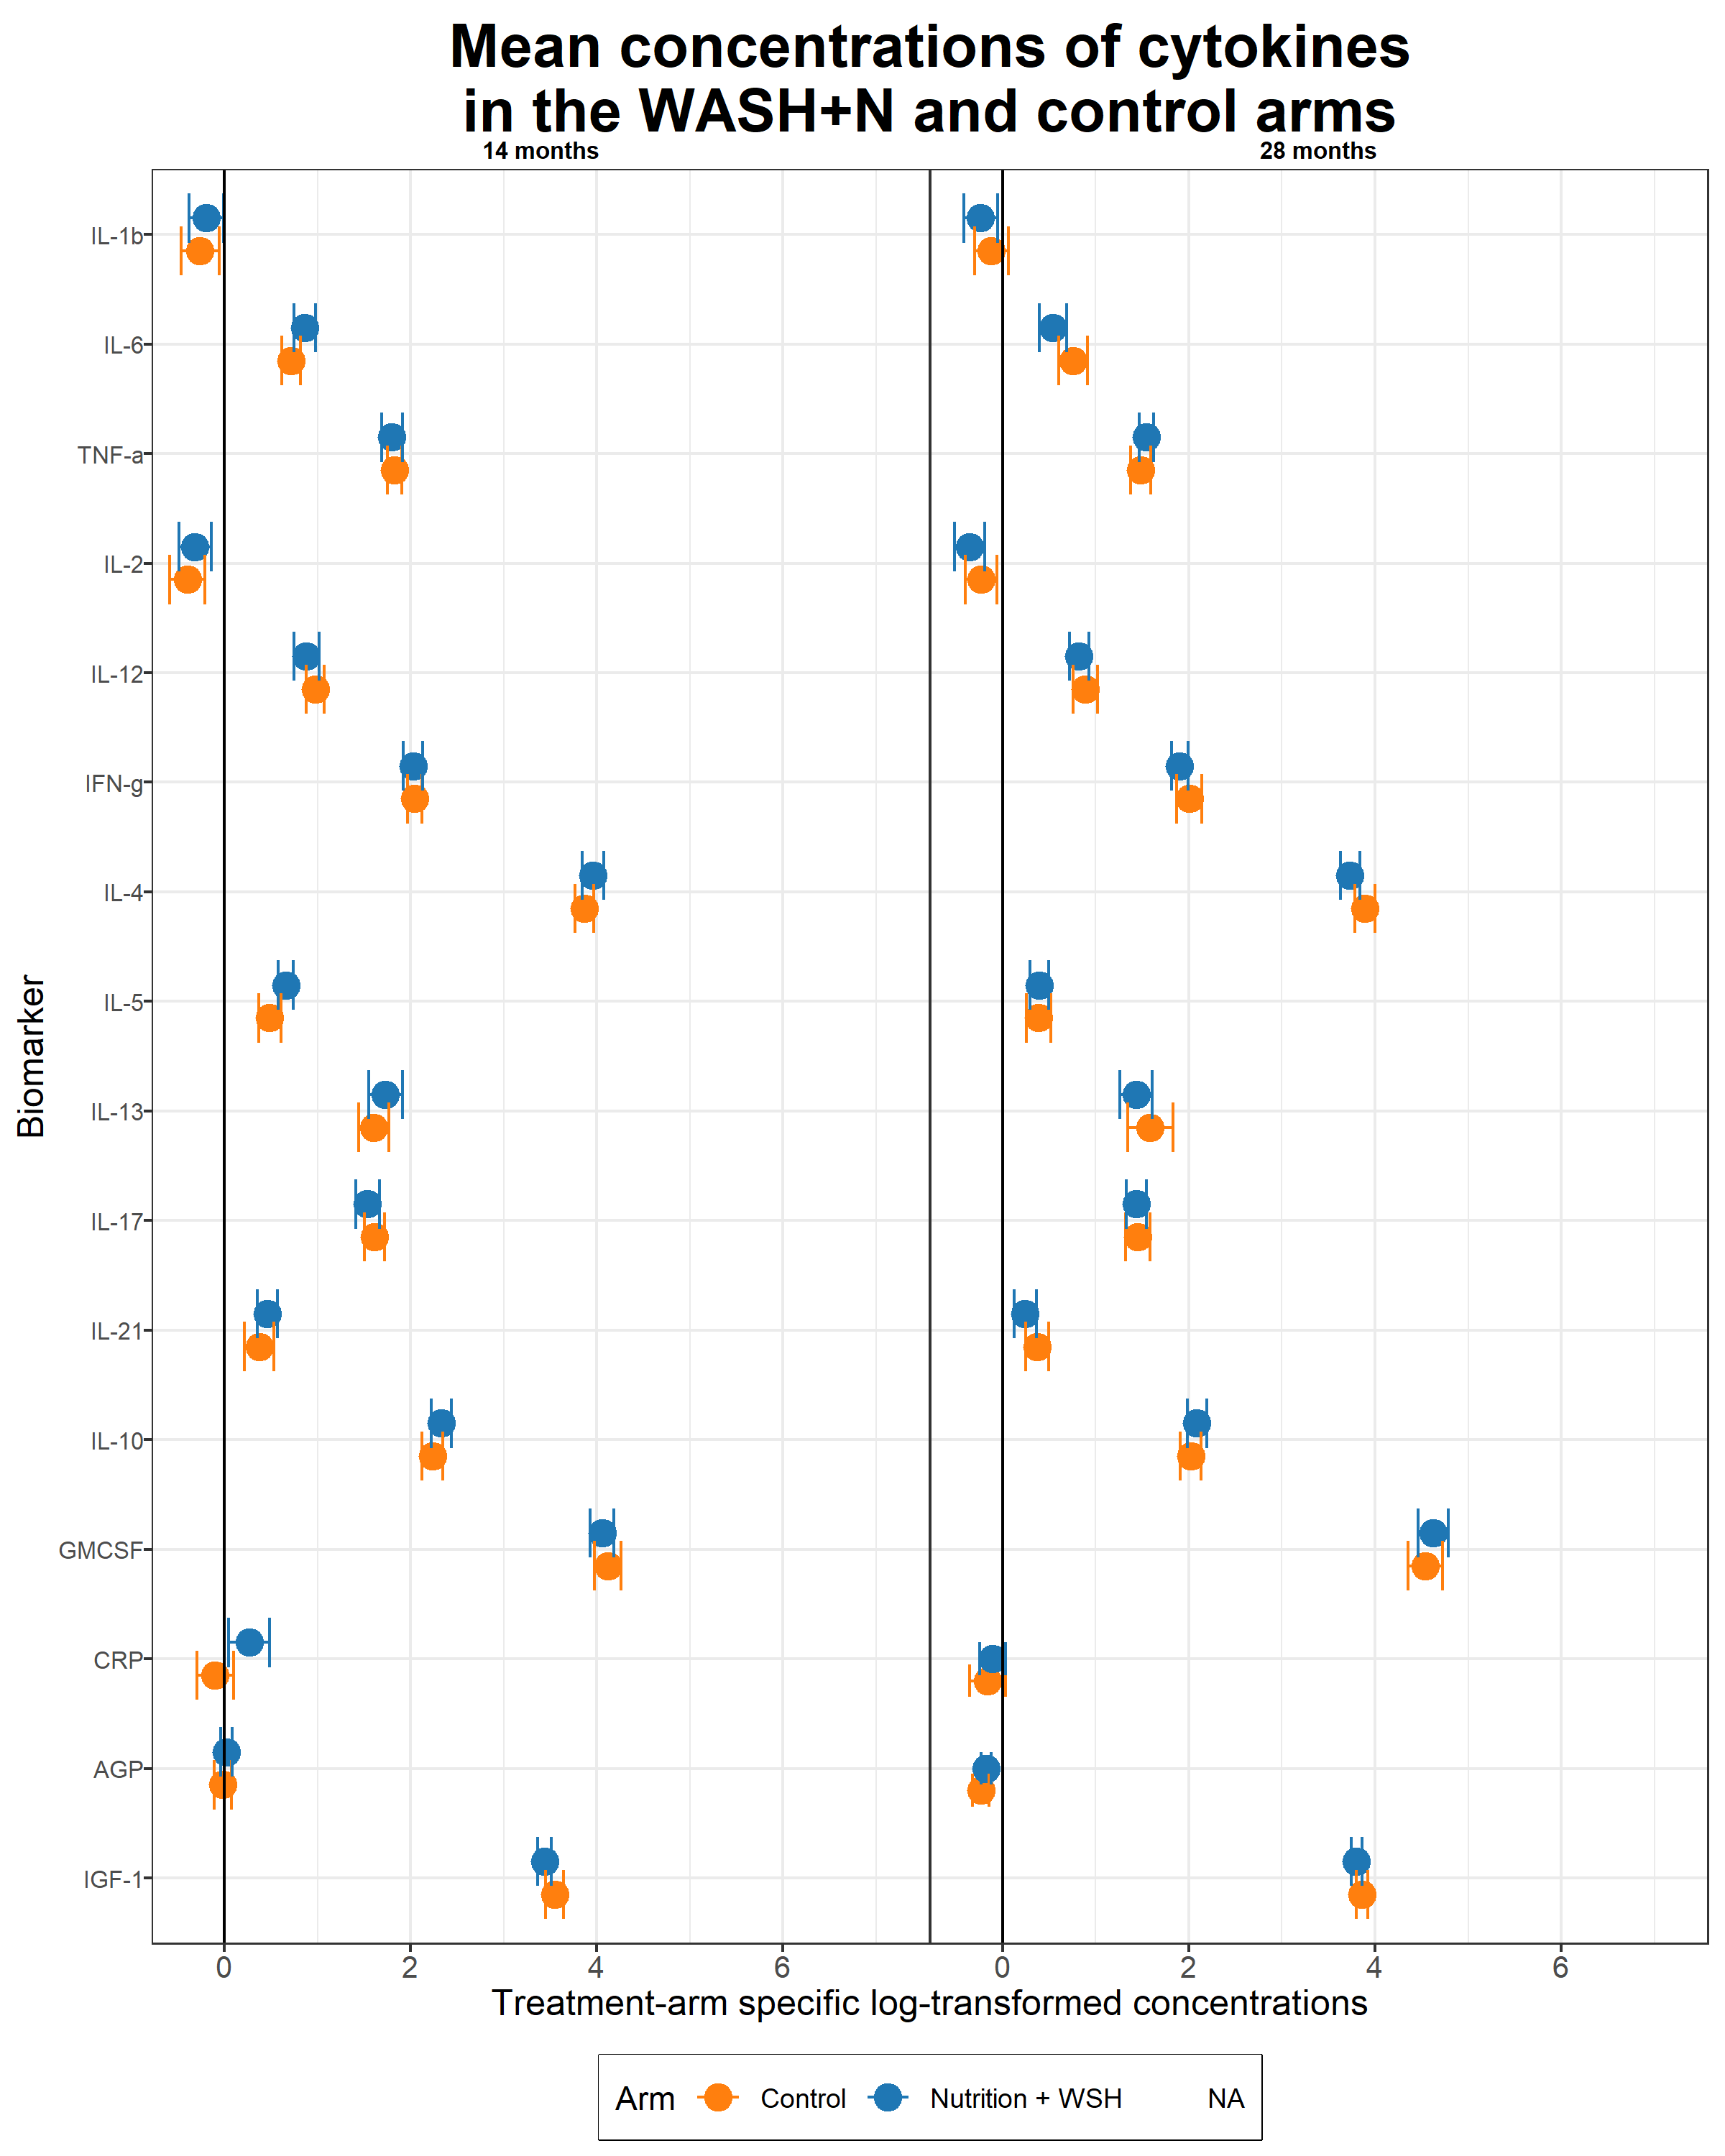 Mean concentrations of cytokines
in the WASH+N and control arms
14 months
28 months
IL-1b
IL-6
TNF-a
IL-2
IL-12
IFN-g
IL-4
IL-5
IL-13
IL-17
IL-21
IL-10
GMCSF
CRP
AGP
IGF-1
Biomarker
0 2 4 6 0 2 4 6
Treatment-arm specific log-transformed concentrations
Arm Control Nutrition + WSH NA